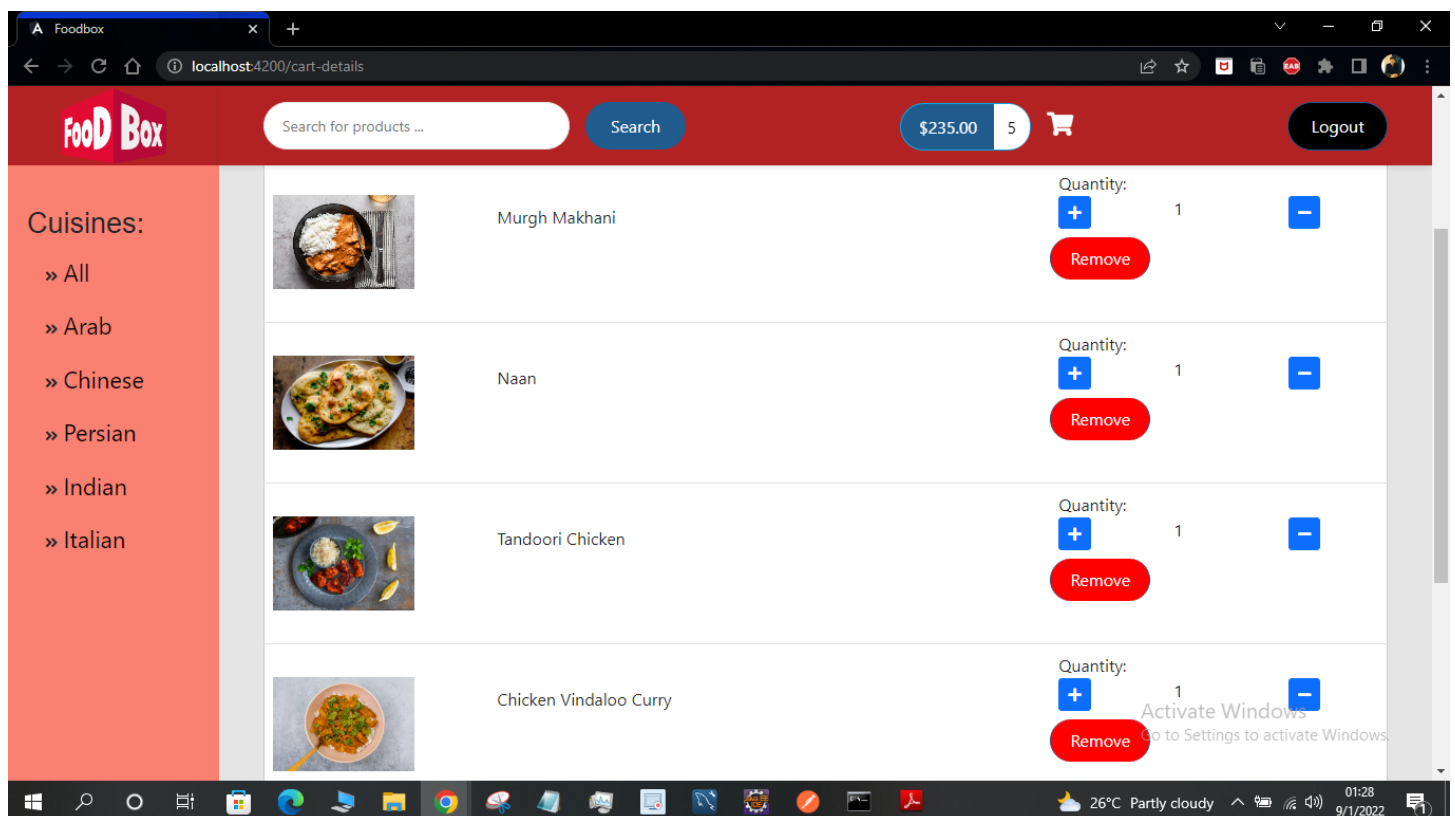 Foodbox
localhost:4200/cart-details
FooD Box
Search for products ...
Search
$235.00 5
Logout
Cuisines:
» All
» Arab
» Chinese
» Persian
» Indian
» Italian
Quantity:
Murgh Makhani
+ 1 −
Remove
Quantity:
Naan
+ 1 −
Remove
Quantity:
Tandoori Chicken
+ 1 −
Remove
Quantity:
Chicken Vindaloo Curry
+ 1 −
Remove
Activate Windows
Go to Settings to activate Windows.
26°C Partly cloudy
01:28
9/1/2022